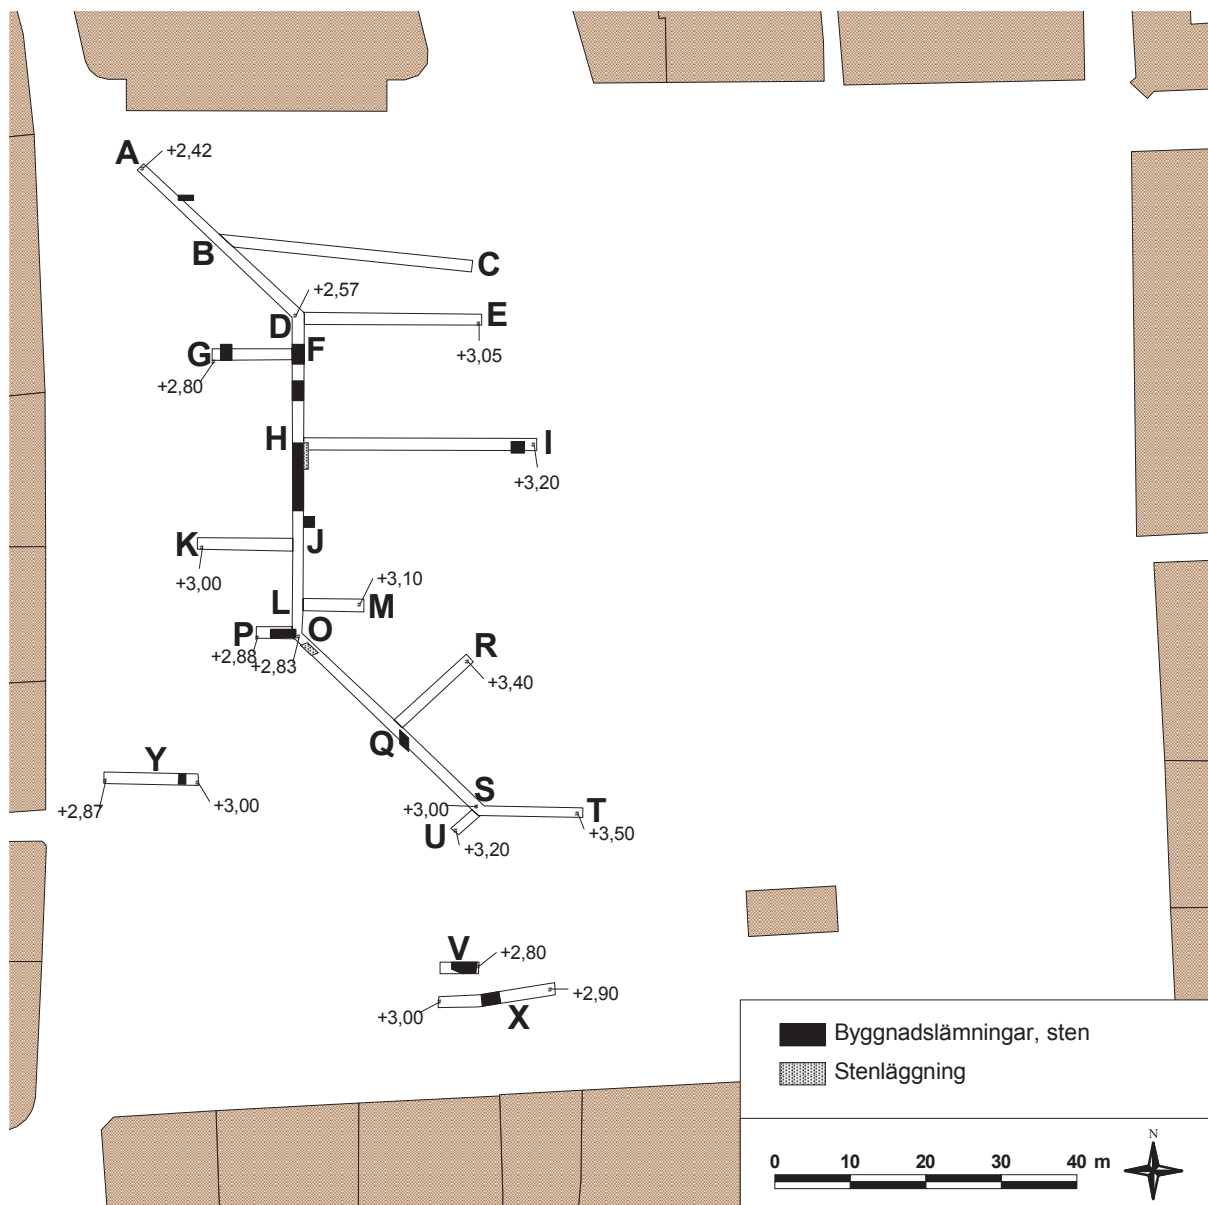 A
+2,42
B
C
+2,57
D
E
+3,05
F
G
+2,80
H
I
+3,20
J
K
+3,00
+3,10
L
M
O
P
+2,88
+2,83
R
+3,40
Q
Y
+2,87
+3,00
S
+3,00
T
+3,50
U
+3,20
V
+2,80
+2,90
X
+3,00
Byggnadslämningar, sten
Stenläggning
N
0 10 20 30 40 m